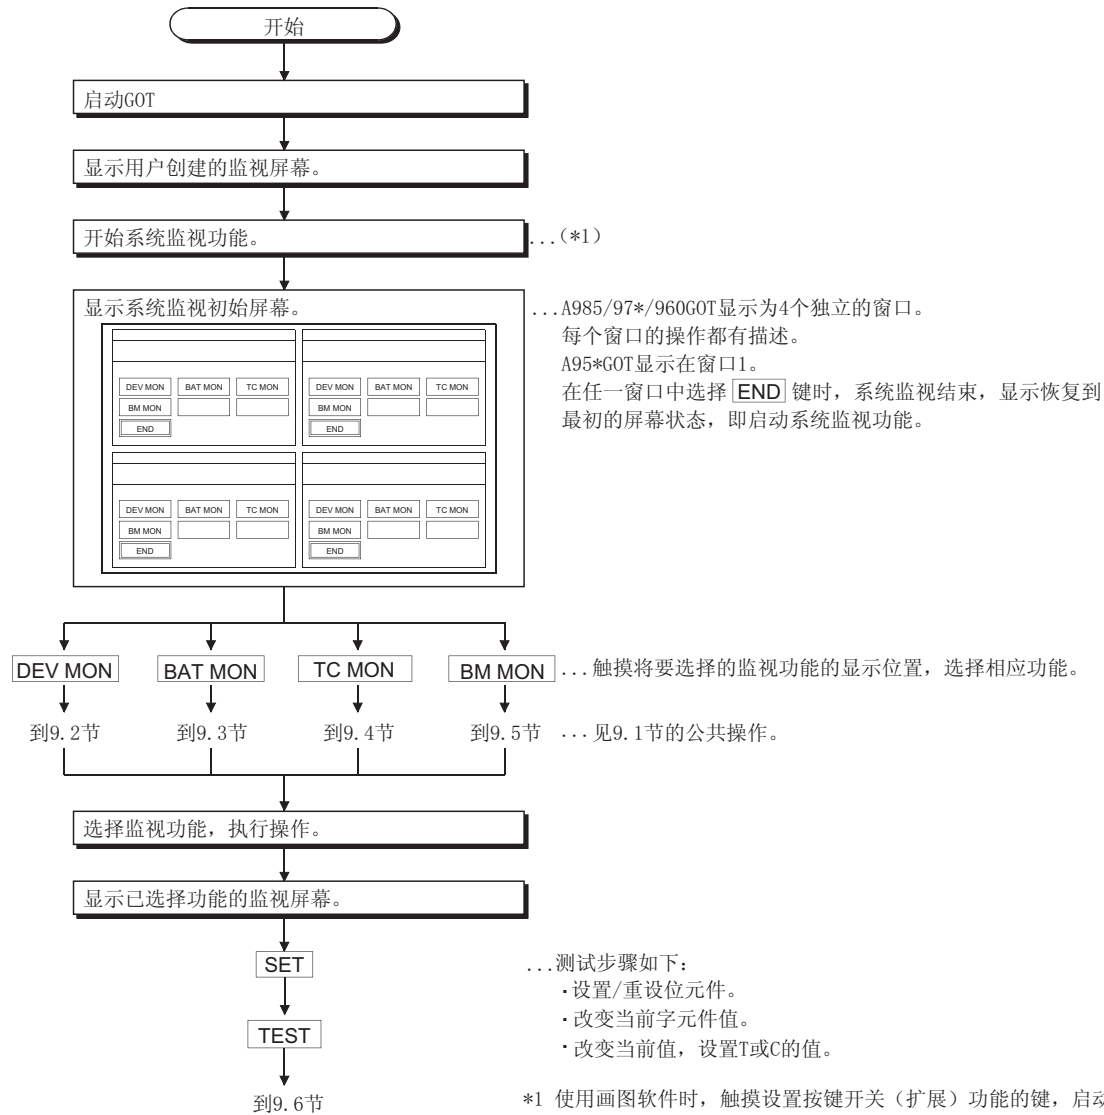 开始
启动GOT
显示用户创建的监视屏幕。
开始系统监视功能。
...(*1)
显示系统监视初始屏幕。
DEV MON BAT MON TC MON
BM MON
END
DEV MON BAT MON TC MON
BM MON
END
DEV MON BAT MON TC MON
BM MON
END
DEV MON BAT MON TC MON
BM MON
END
...A985/97*/960GOT显示为4个独立的窗口。
每个窗口的操作都有描述。
A95*GOT显示在窗口1。
在任一窗口中选择 END 键时，系统监视结束，显示恢复到
最初的屏幕状态，即启动系统监视功能。
DEV MON BAT MON TC MON BM MON ...触摸将要选择的监视功能的显示位置，选择相应功能。
到9.2节 到9.3节 到9.4节 到9.5节 ...见9.1节的公共操作。
选择监视功能，执行操作。
显示已选择功能的监视屏幕。
SET
TEST
到9.6节
...测试步骤如下：
·设置/重设位元件。
·改变当前字元件值。
·改变当前值，设置T或C的值。
*1 使用画图软件时，触摸设置按键开关（扩展）功能的键，启